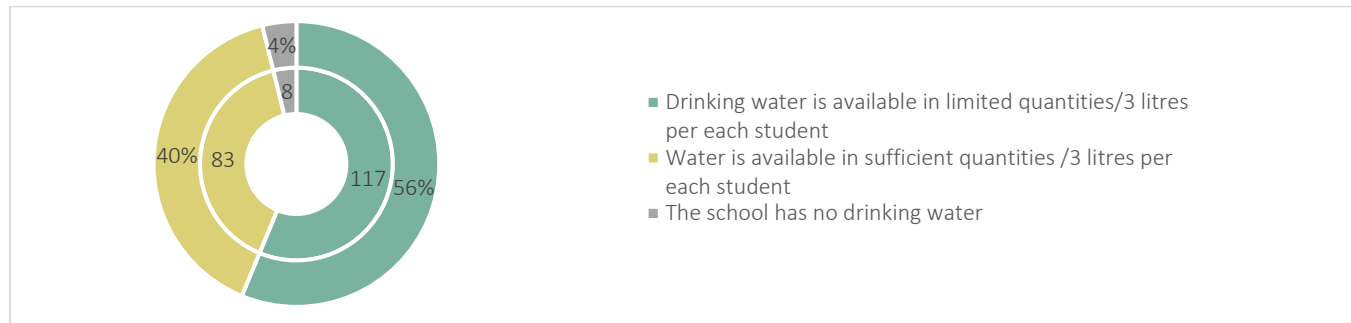 4%
8
40%
83
117
56%
Drinking water is available in limited quantities/3 litres
per each student
Water is available in sufficient quantities /3 litres per
each student
The school has no drinking water